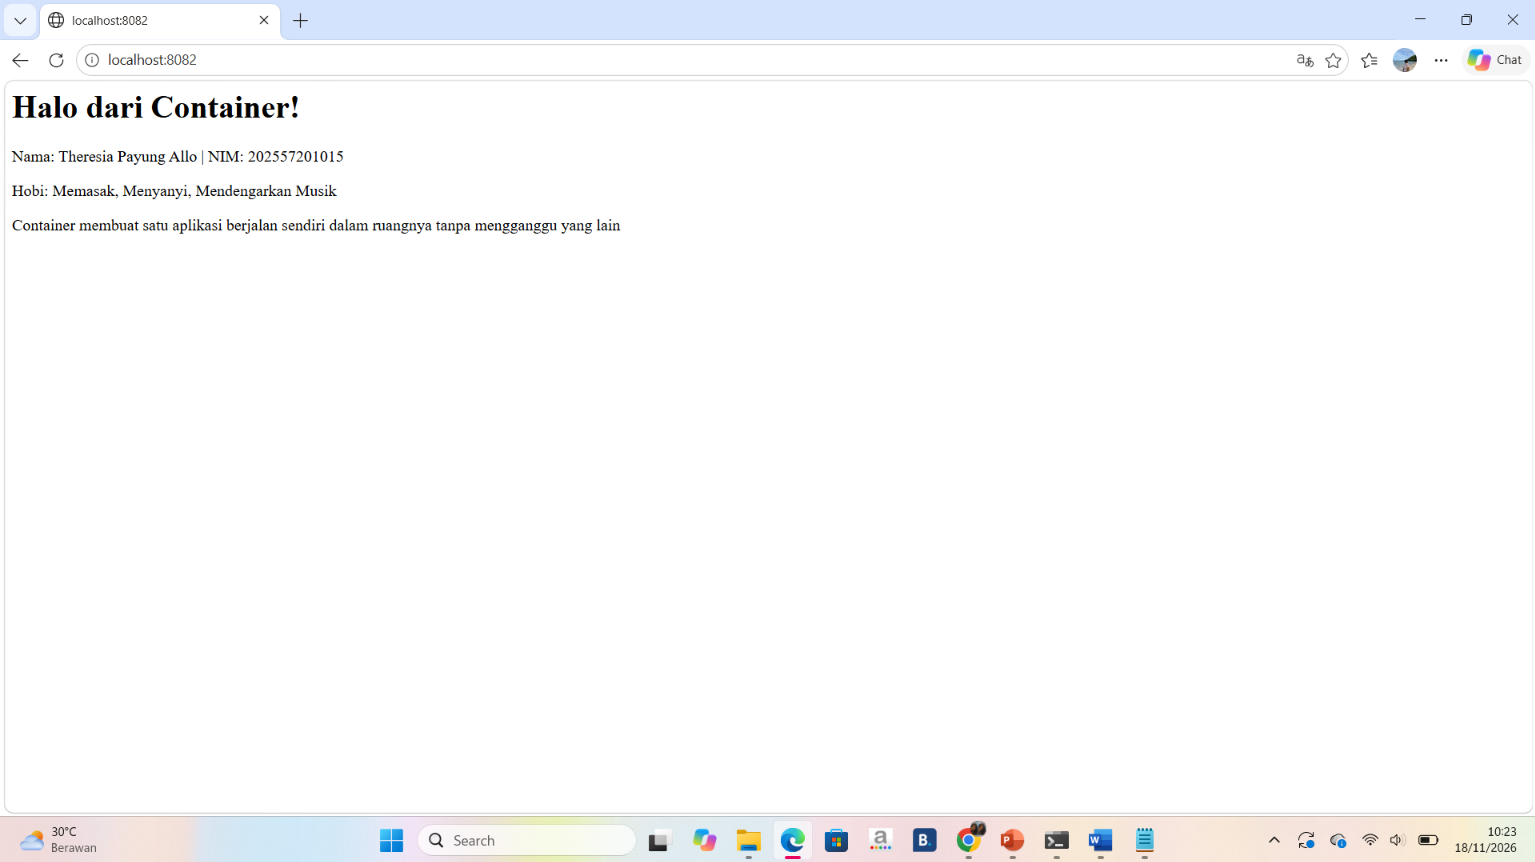 localhost:8082
localhost:8082
Chat
Halo dari Container!
Nama: Theresia Payung Allo | NIM: 202557201015
Hobi: Memasak, Menyanyi, Mendengarkan Musik
Container membuat satu aplikasi berjalan sendiri dalam ruangnya tanpa mengganggu yang lain
30°C
Berawan
Search
10:23
18/11/2026